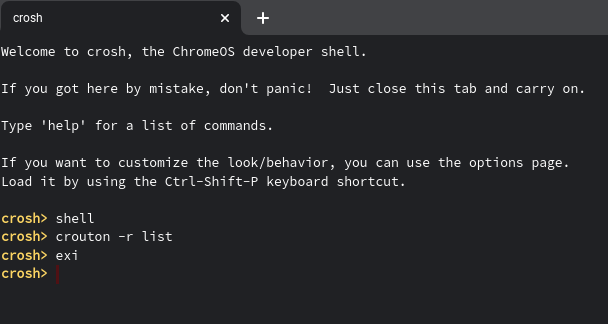 crosh
Welcome to crosh, the ChromeOS developer shell.
If you got here by mistake, don't panic!  Just close this tab and carry on.
Type 'help' for a list of commands.
If you want to customize the look/behavior, you can use the options page.
Load it by using the Ctrl-Shift-P keyboard shortcut.
crosh> shell
crosh> crouton -r list
crosh> exi
crosh>